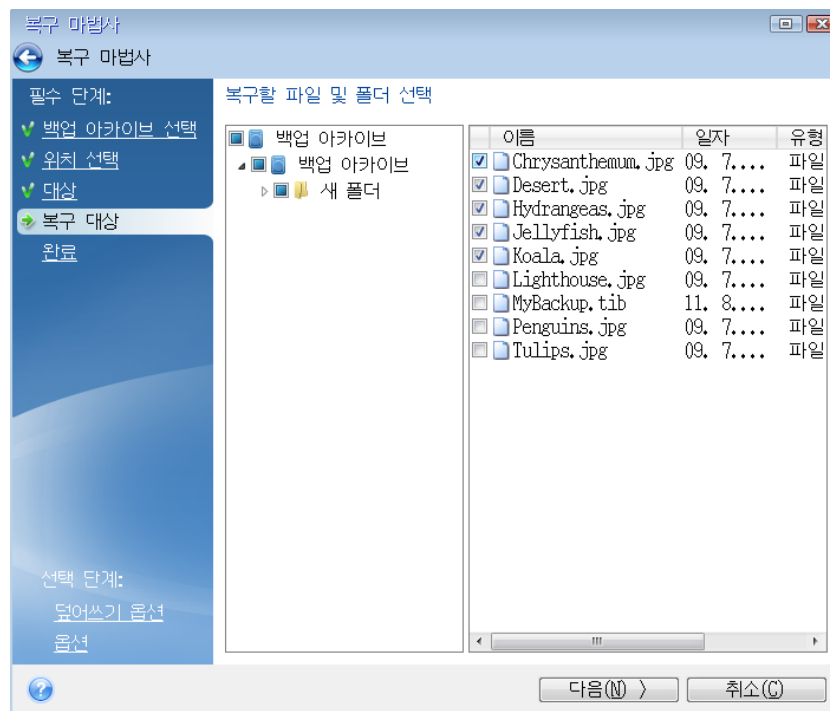 복구 마법사
복구 마법사
필수 단계:
백업 아카이브 선택
위치 선택
대상
복구 대상
완료
선택 단계:
덮어쓰기 옵션
옵션
복구할 파일 및 폴더 선택
백업 아카이브
백업 아카이브
새 폴더
이름 일자 유형
Chrysanthemum.jpg 09. 7.... 파일
Desert.jpg 09. 7.... 파일
Hydrangeas.jpg 09. 7.... 파일
Jellyfish.jpg 09. 7.... 파일
Koala.jpg 09. 7.... 파일
Lighthouse.jpg 09. 7.... 파일
MyBackup.tib 11. 8.... 파일
Penguins.jpg 09. 7.... 파일
Tulips.jpg 09. 7.... 파일
다음(N) > 취소(C)